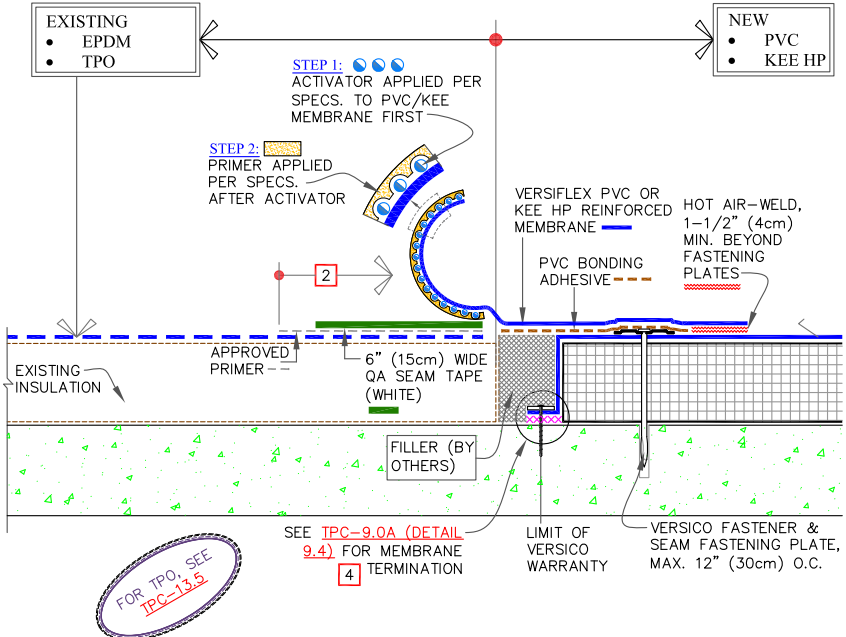 EXISTING
• EPDM
• TPO
NEW
• PVC
• KEE HP
STEP 1:
ACTIVATOR APPLIED PER
SPECS. TO PVC/KEE
MEMBRANE FIRST
STEP 2:
PRIMER APPLIED
PER SPECS.
AFTER ACTIVATOR
VERSIFLEX PVC OR
KEE HP REINFORCED
MEMBRANE
HOT AIR-WELD,
1-1/2" (4cm)
MIN. BEYOND
FASTENING
PLATES
PVC BONDING
ADHESIVE
2
APPROVED
PRIMER
6" (15cm) WIDE
QA SEAM TAPE
(WHITE)
EXISTING
INSULATION
FILLER (BY
OTHERS)
SEE TPC-9.0A (DETAIL
9.4) FOR MEMBRANE
4 TERMINATION
LIMIT OF
VERSICO
WARRANTY
VERSICO FASTENER &
SEAM FASTENING PLATE,
MAX. 12" (30cm) O.C.
FOR TPO, SEE
TPC-13.5